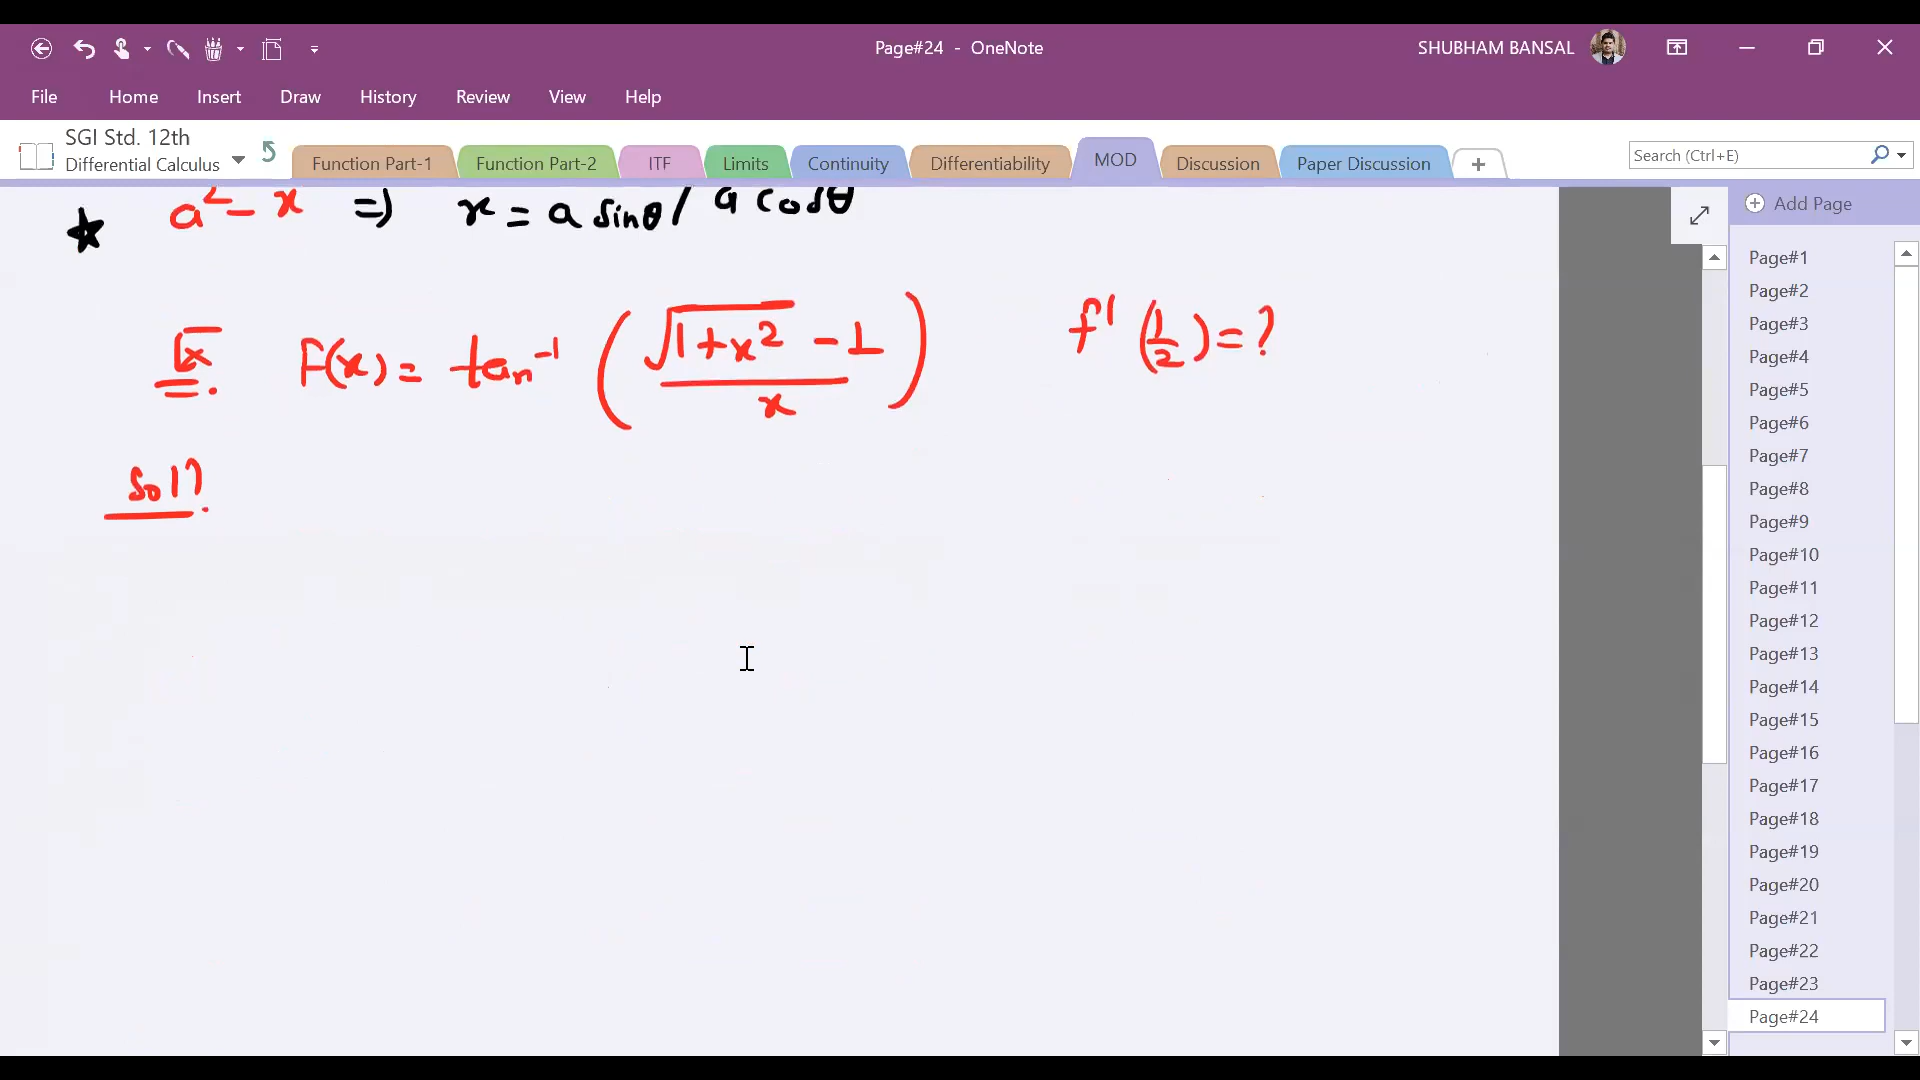 Page#24 - OneNote
SHUBHAM BANSAL
File Home Insert Draw History Review View Help
SGI Std. 12th
Differential Calculus
Function Part-1 Function Part-2 ITF Limits Continuity Differentiability MOD Discussion Paper Discussion
Search (Ctrl+E)
Add Page
a² - x ⇒ x = a sinθ / a cosθ
Ex. F(x) = tan⁻¹ ( (√(1+x²) - 1) / x ) f'(1/2) = ?
Solⁿ.
Page#1
Page#2
Page#3
Page#4
Page#5
Page#6
Page#7
Page#8
Page#9
Page#10
Page#11
Page#12
Page#13
Page#14
Page#15
Page#16
Page#17
Page#18
Page#19
Page#20
Page#21
Page#22
Page#23
Page#24